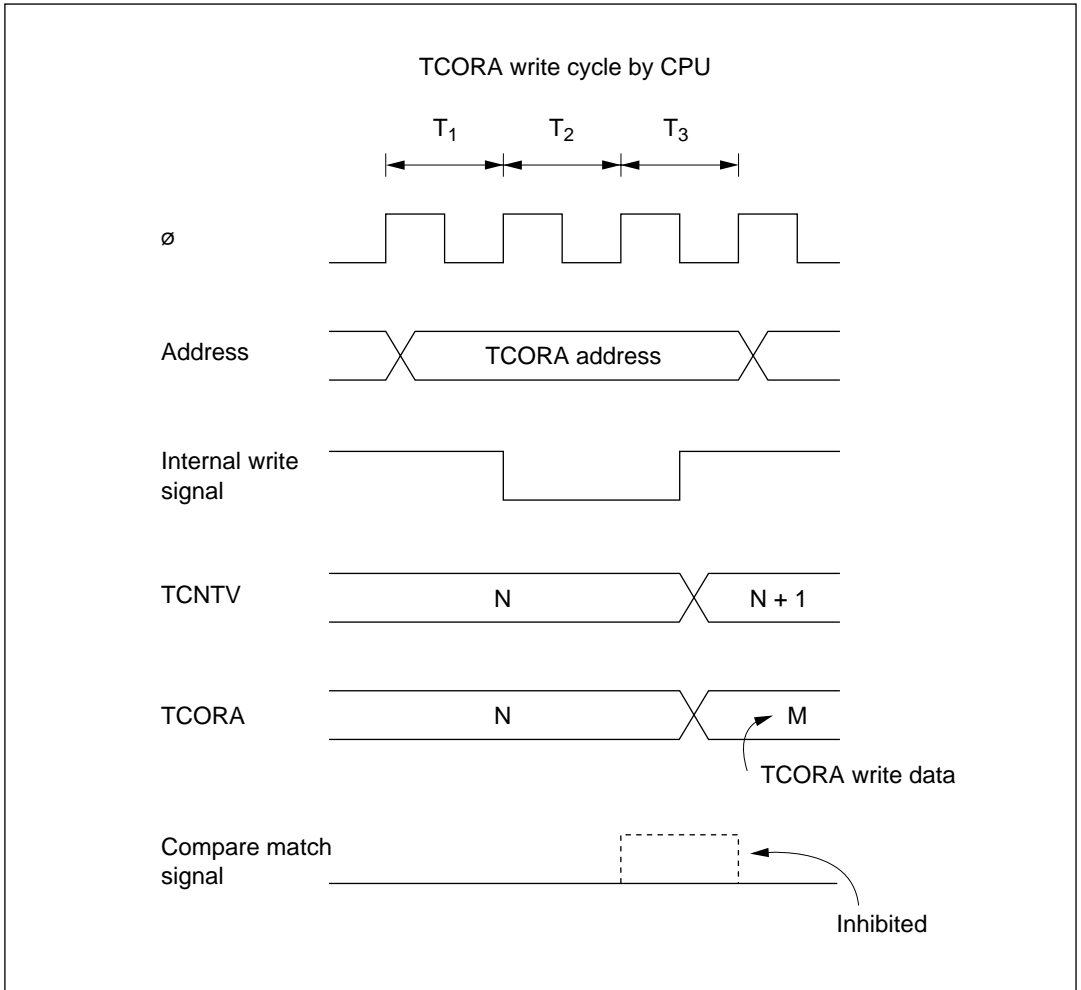 TCORA write cycle by CPU
T1 T2 T3
ø
Address
TCORA address
Internal write
signal
TCNTV
N
N + 1
TCORA
N
M
TCORA write data
Compare match
signal
Inhibited